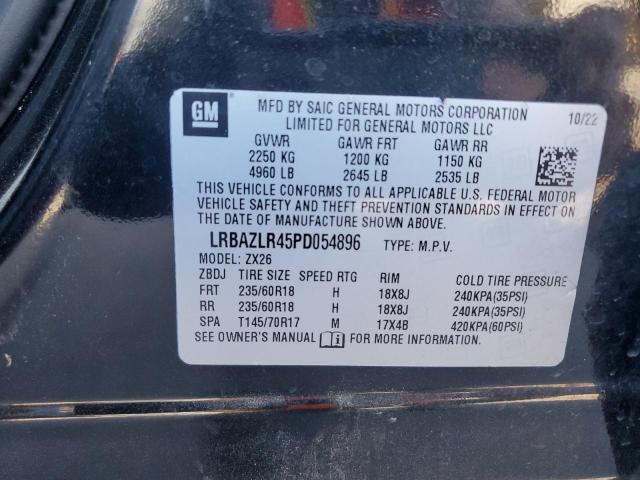 GM
MFD BY SAIC GENERAL MOTORS CORPORATION
LIMITED FOR GENERAL MOTORS LLC
10/22
GVWR GAWR FRT GAWR RR
2250 KG 1200 KG 1150 KG
4960 LB 2645 LB 2535 LB
THIS VEHICLE CONFORMS TO ALL APPLICABLE U.S. FEDERAL MOTOR
VEHICLE SAFETY AND THEFT PREVENTION STANDARDS IN EFFECT ON
THE DATE OF MANUFACTURE SHOWN ABOVE.
LRBAZLR45PD054896 TYPE: M.P.V.
MODEL: ZX26
ZBDJ TIRE SIZE SPEED RTG RIM COLD TIRE PRESSURE
FRT 235/60R18 H 18X8J 240KPA(35PSI)
RR 235/60R18 H 18X8J 240KPA(35PSI)
SPA T145/70R17 M 17X4B 420KPA(60PSI)
SEE OWNER'S MANUAL FOR MORE INFORMATION.